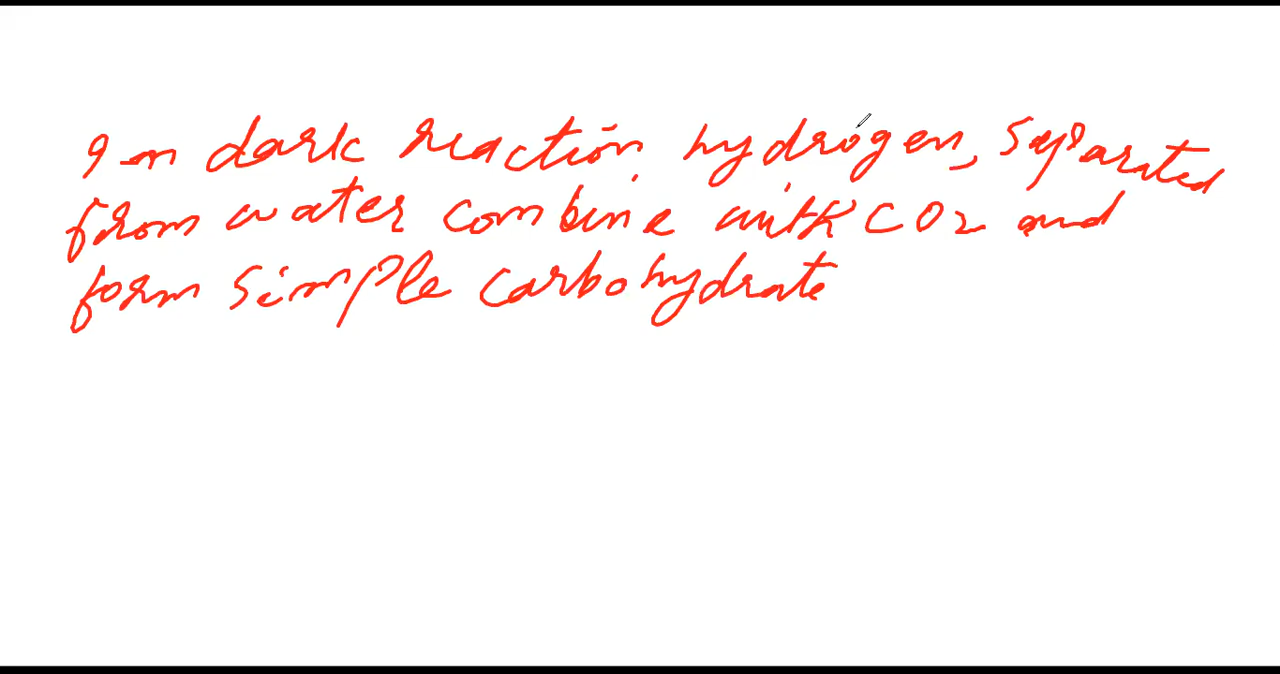 In dark reaction hydrogen, separated
from water combine with CO2 and
form simple carbohydrate